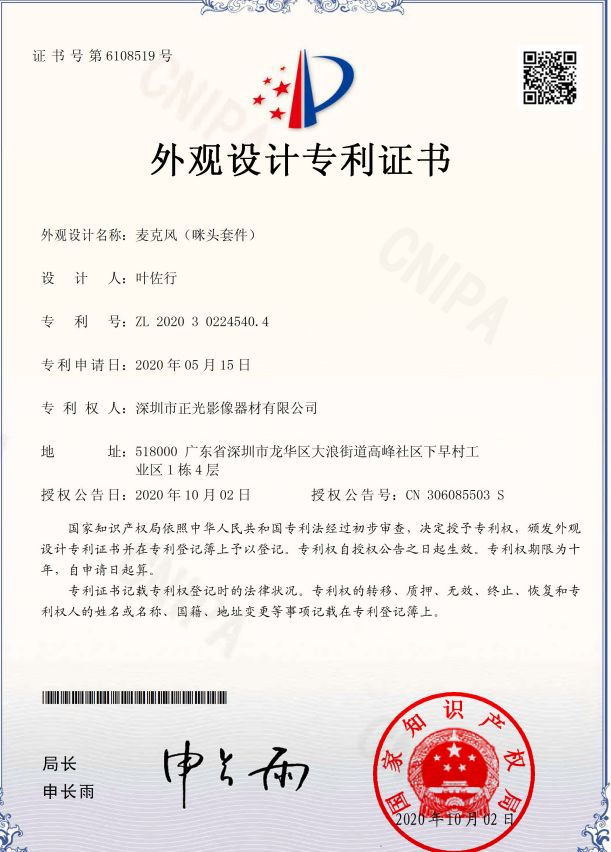 证书号第6108519号
外观设计专利证书
外观设计名称：麦克风（咪头套件）
设计人：叶佐行
专利号：ZL 2020 3 0224540.4
专利申请日：2020年05月15日
专利权人：深圳市正光影像器材有限公司
地址：518000 广东省深圳市龙华区大浪街道高峰社区下早村工
业区1栋4层
授权公告日：2020年10月02日 授权公告号：CN 306085503 S
国家知识产权局依照中华人民共和国专利法经过初步审查，决定授予专利权，颁发外观
设计专利证书并在专利登记簿上予以登记。专利权自授权公告之日起生效。专利权期限为十
年，自申请日起算。
专利证书记载专利权登记时的法律状况。专利权的转移、质押、无效、终止、恢复和专
利权人的姓名或名称、国籍、地址变更等事项记载在专利登记簿上。
局长
申长雨
申长雨
国家知识产权局
2020年10月02日
CNIPA
CNIPA
CNIPA